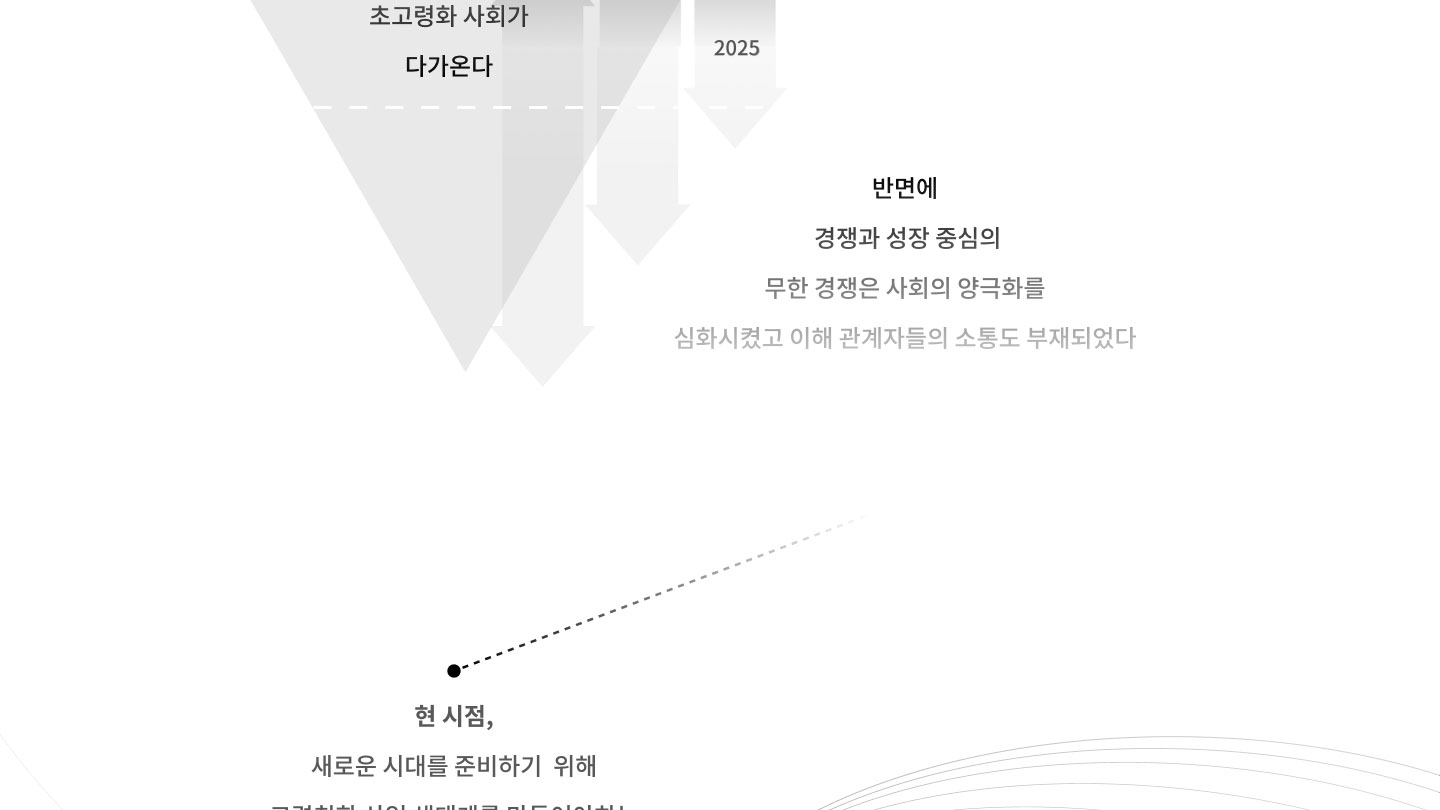 초고령화 사회가
다가온다
2025
반면에
경쟁과 성장 중심의
무한 경쟁은 사회의 양극화를
심화시켰고 이해 관계자들의 소통도 부재되었다
현 시점,
새로운 시대를 준비하기 위해